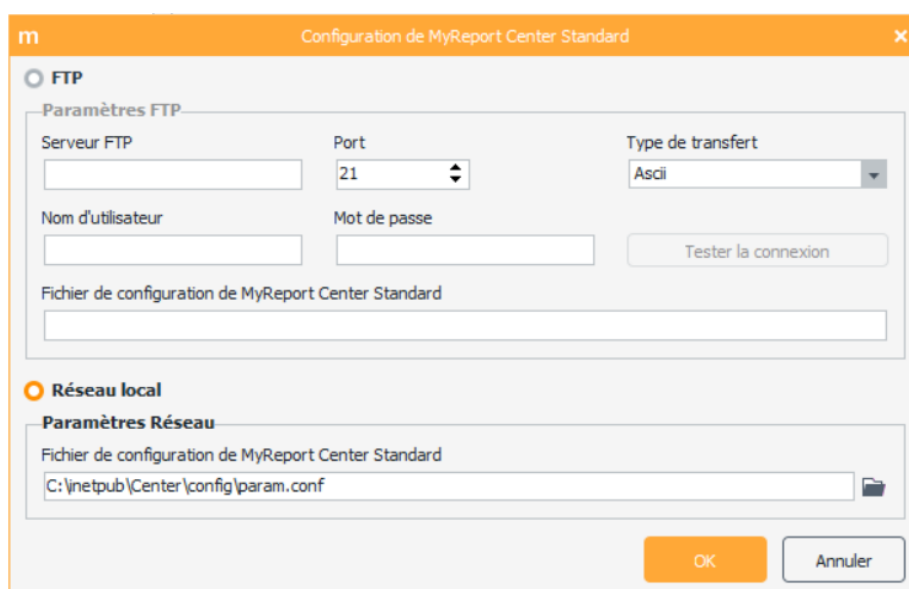 m Configuration de MyReport Center Standard ×
FTP
Paramètres FTP
Serveur FTP Port Type de transfert
21 Ascii
Nom d'utilisateur Mot de passe
Tester la connexion
Fichier de configuration de MyReport Center Standard
Réseau local
Paramètres Réseau
Fichier de configuration de MyReport Center Standard
C:\inetpub\Center\config\param.conf
OK Annuler